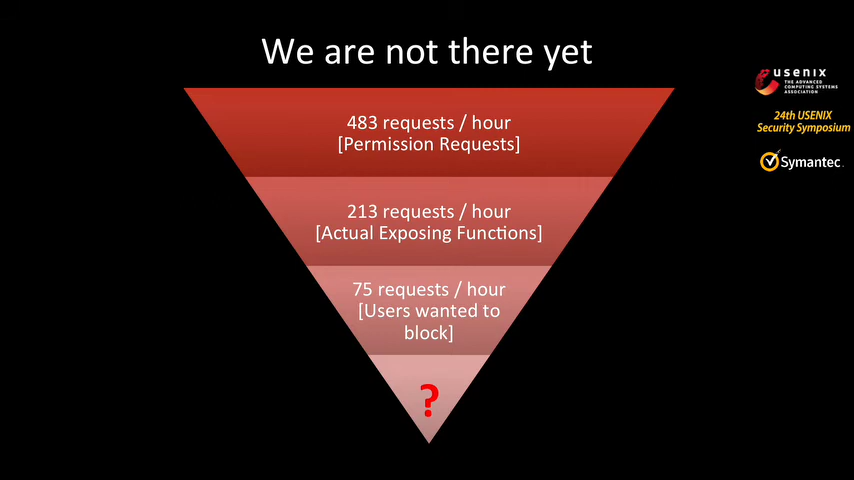 We are not there yet
483 requests / hour
[Permission Requests]
213 requests / hour
[Actual Exposing Functions]
75 requests / hour
[Users wanted to
block]
?
usenix
THE ADVANCED
COMPUTING SYSTEMS
ASSOCIATION
24th USENIX
Security Symposium
Symantec.